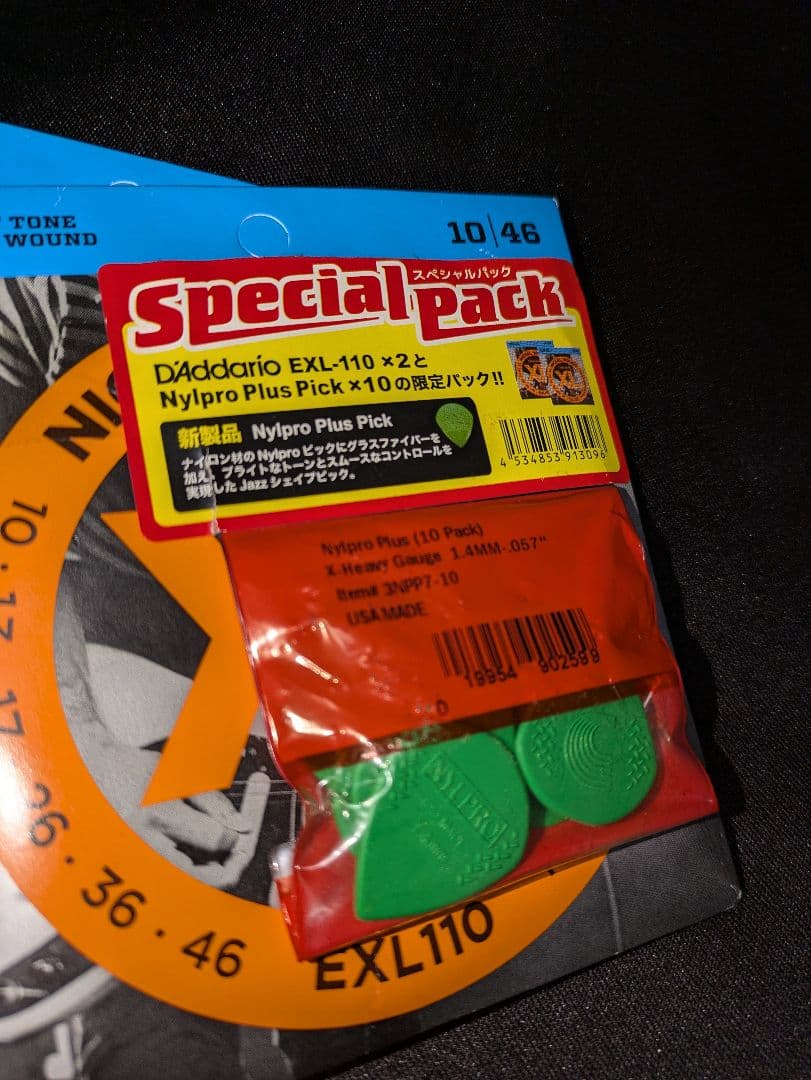 TONE
WOUND
10|46
Special Pack
スペシャルパック
D'Addario EXL-110 ×2と
Nylpro Plus Pick ×10の限定パック!!
新製品 Nylpro Plus Pick
ナイロン材のNylproピックにグラスファイバーを
加え、ブライトなトーンとスムースなコントロールを
実現したJazzシェイプピック。
4 534853 913096
Nylpro Plus (10 Pack)
X-Heavy Gauge 1.4MM-.057"
Item# 3NPP7-10
USA MADE
19954 90259 9
NYLPRO
10 · 13 · 17
26 · 36 · 46
EXL110